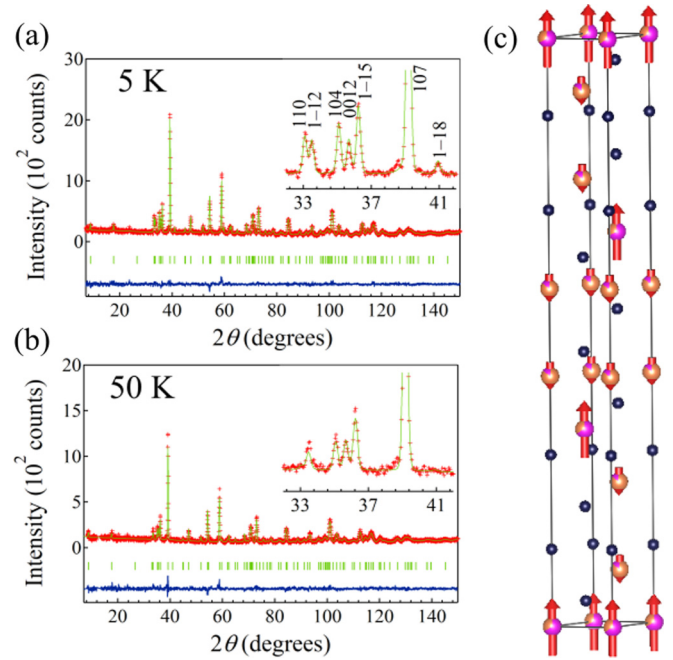 (a)
5 K
Intensity (10² counts)
30
20
10
0
110
1–12
104
0012
1–15
107
1–18
33 37 41
20 40 60 80 100 120 140
2θ (degrees)
(b)
50 K
Intensity (10² counts)
20
15
10
5
0
33 37 41
20 40 60 80 100 120 140
2θ (degrees)
(c)